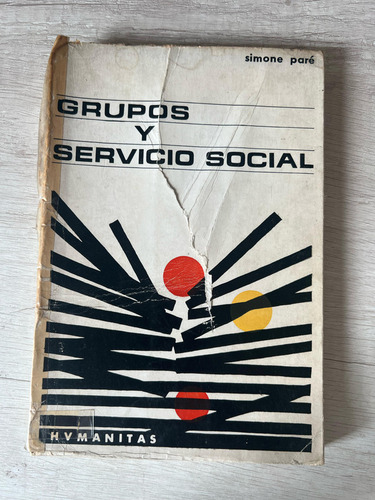 simone paré
GRUPOS
Y
SERVICIO SOCIAL
HVMANITAS